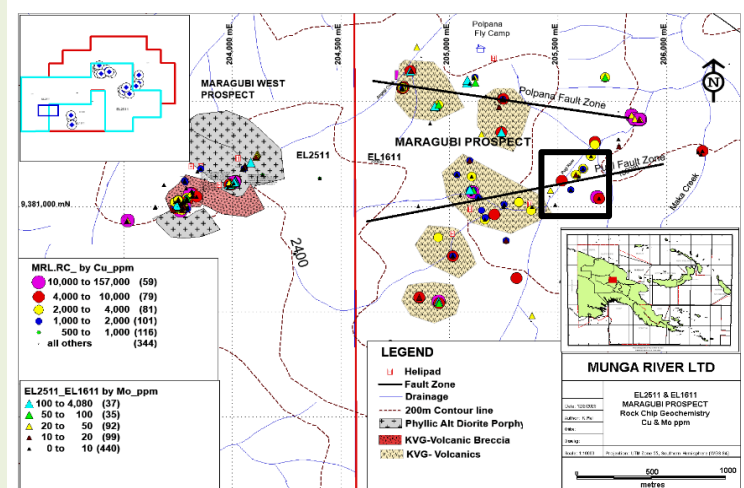 204,000 mE
204,500 mE
205,000 mE
205,500 mE
206,000 mE
Polpana
Fly Camp
MARAGUBI WEST
PROSPECT
Polpana Fault Zone
N
MARAGUBI PROSPECT
EL2511
EL1611
Fault Zone
9,381,000 mN
2400
Make Creek
MRL.RC_ by Cu_ppm
10,000 to 157,000 (59)
4,000 to 10,000 (79)
2,000 to 4,000 (81)
1,000 to 2,000 (101)
500 to 1,000 (116)
all others (344)
EL2511_EL1611 by Mo_ppm
100 to 4,080 (37)
50 to 100 (35)
20 to 50 (92)
10 to 20 (99)
0 to 10 (440)
LEGEND
Helipad
Fault Zone
Drainage
200m Contour line
Phyllic Alt Diorite Porphy
KVG-Volcanic Breccia
KVG- Volcanics
MUNGA RIVER LTD
EL2511 & EL1611
MARAGUBI PROSPECT
Rock Chip Geochemistry
Cu & Mo ppm
0
500
1000
metres